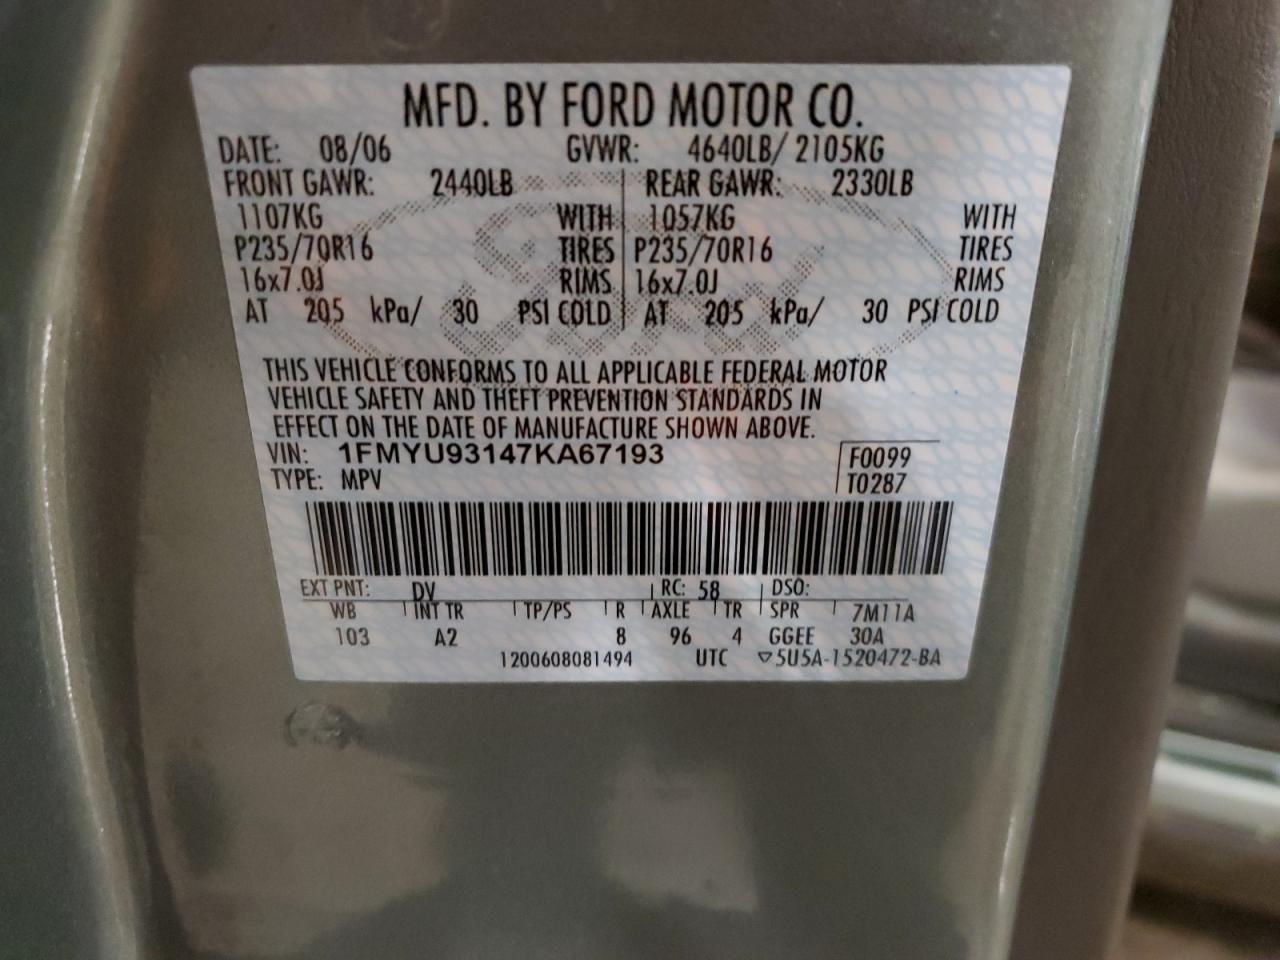 MFD. BY FORD MOTOR CO.
DATE: 08/06 GVWR: 4640LB/ 2105KG
FRONT GAWR: 2440LB REAR GAWR: 2330LB
1107KG WITH 1057KG WITH
P235/70R16 TIRES P235/70R16 TIRES
16x7.0J RIMS 16x7.0J RIMS
AT 205 kPa/ 30 PSI COLD AT 205 kPa/ 30 PSI COLD
THIS VEHICLE CONFORMS TO ALL APPLICABLE FEDERAL MOTOR
VEHICLE SAFETY AND THEFT PREVENTION STANDARDS IN
EFFECT ON THE DATE OF MANUFACTURE SHOWN ABOVE.
VIN: 1FMYU93147KA67193 F0099
TYPE: MPV T0287
EXT PNT: DV RC: 58 DSO:
WB INT TR TP/PS R AXLE TR SPR 7M11A
103 A2 8 96 4 GGEE 30A
1200608081494 UTC ▽5U5A-1520472-BA